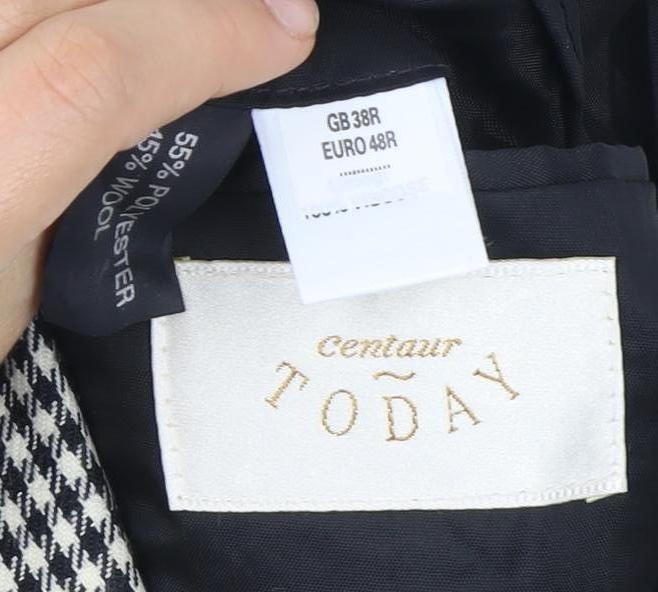 GB 38R
EURO 48R
55% POLYESTER
45% WOOL
centaur
TODAY